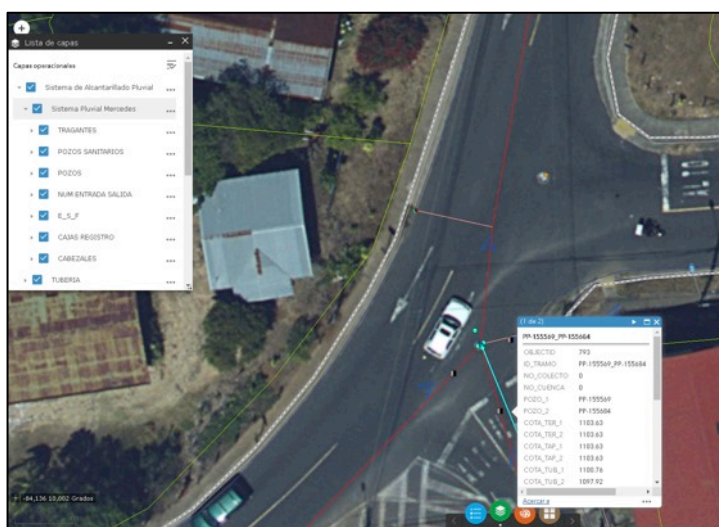 Lista de capas
Capas operacionales
Sistema de Alcantarillado Pluvial
Sistema Pluvial Mercedes
TRAGANTES
POZOS SANITARIOS
POZOS
NUM ENTRADA SALIDA
E_S_F
CAJAS REGISTRO
CABEZALES
TUBERIA
(1 de 2)
PP-155569_PP-155684
OBJECTID 793
ID_TRAMO PP-155569_PP-155684
NO_COLECTO 0
NO_CUENCA 0
POZO_1 PP-155569
POZO_2 PP-155684
COTA_TER_1 1103.63
COTA_TER_2 1103.63
COTA_TAP_1 1103.63
COTA_TAP_2 1103.63
COTA_TUB_1 1100.76
COTA_TUB_2 1097.92
Acercar a
-84,136 10,002 Grados